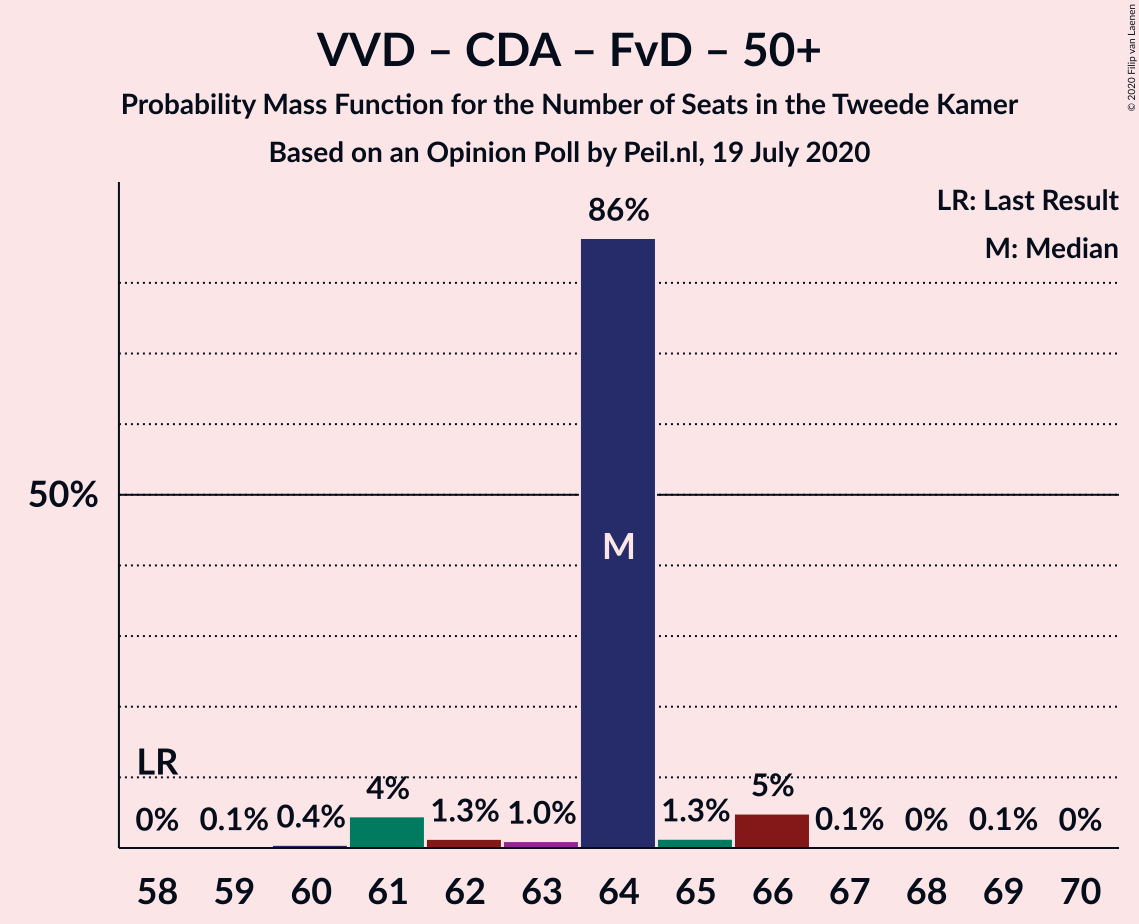 VVD – CDA – FvD – 50+
Probability Mass Function for the Number of Seats in the Tweede Kamer
Based on an Opinion Poll by Peil.nl, 19 July 2020
© 2020 Filip van Laenen
LR: Last Result
M: Median
86%
50%
M
LR
0% 0.1% 0.4% 4% 1.3% 1.0% 1.3% 5% 0.1% 0% 0.1% 0%
58 59 60 61 62 63 64 65 66 67 68 69 70